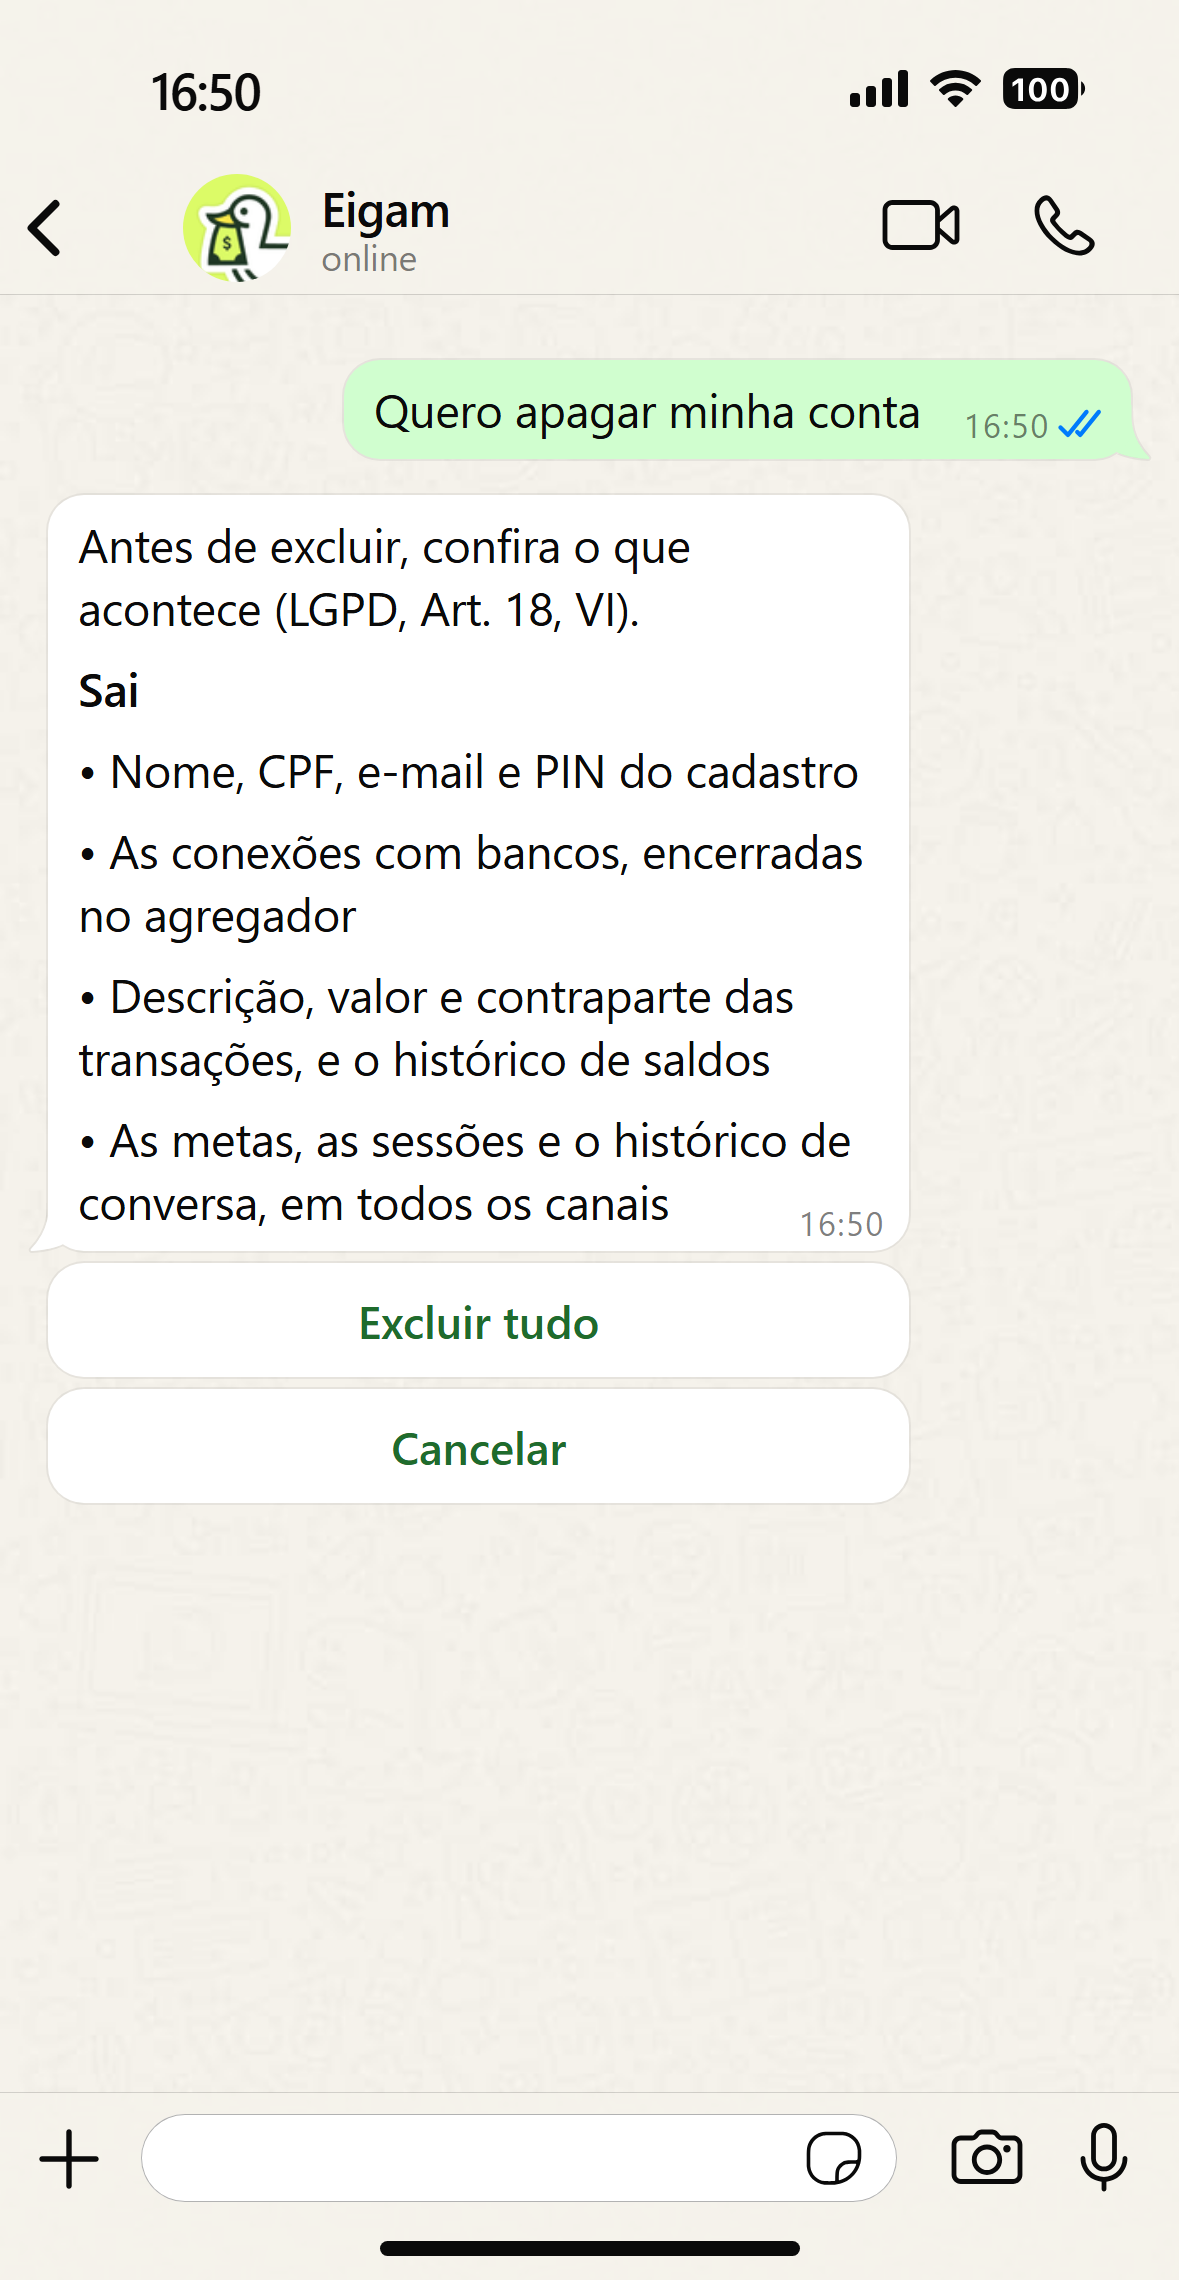 16:50
100
Eigam
online
Quero apagar minha conta
16:50
Antes de excluir, confira o que
acontece (LGPD, Art. 18, VI).
Sai
• Nome, CPF, e-mail e PIN do cadastro
• As conexões com bancos, encerradas
no agregador
• Descrição, valor e contraparte das
transações, e o histórico de saldos
• As metas, as sessões e o histórico de
conversa, em todos os canais
16:50
Excluir tudo
Cancelar